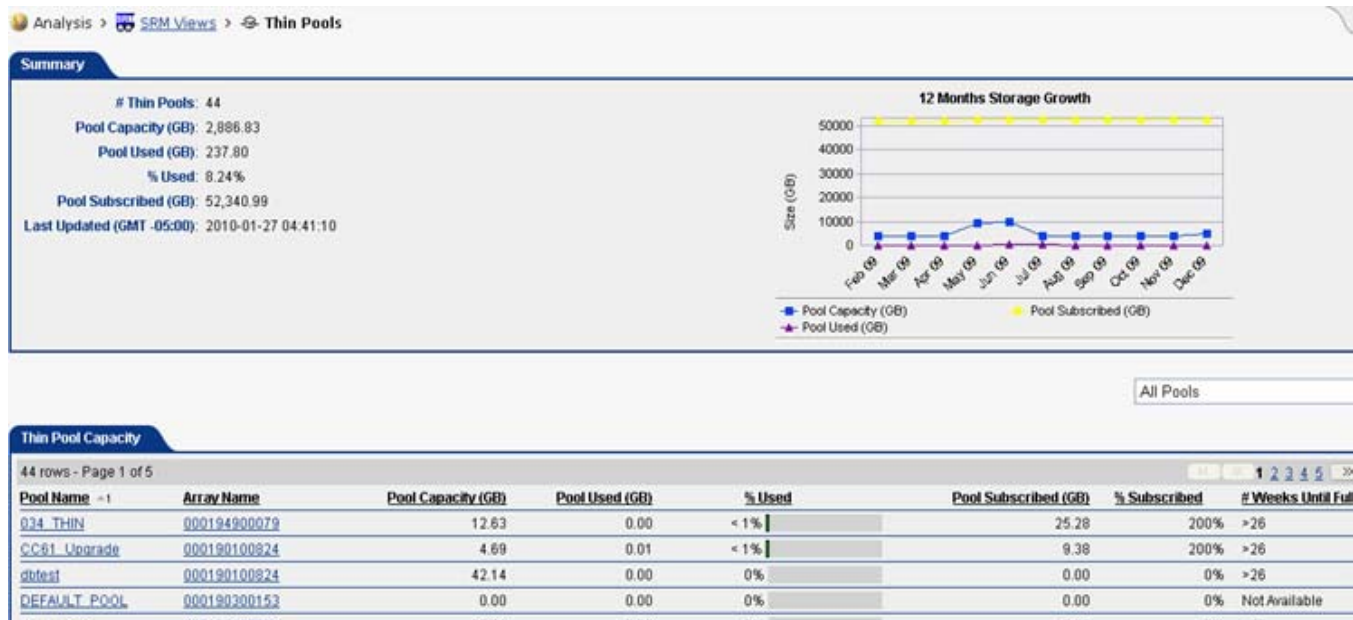 Analysis > SRM Views > Thin Pools
Summary
# Thin Pools: 44
Pool Capacity (GB): 2,886.83
Pool Used (GB): 237.80
% Used: 8.24%
Pool Subscribed (GB): 52,340.99
Last Updated (GMT -05:00): 2010-01-27 04:41:10
12 Months Storage Growth
Size (GB)
50000
40000
30000
20000
10000
0
Feb 09 Mar 09 Apr 09 May 09 Jun 09 Jul 09 Aug 09 Sep 09 Oct 09 Nov 09 Dec 09
Pool Capacity (GB) Pool Subscribed (GB)
Pool Used (GB)
All Pools
Thin Pool Capacity
44 rows - Page 1 of 5 1 2 3 4 5
Pool Name 1 Array Name Pool Capacity (GB) Pool Used (GB) % Used Pool Subscribed (GB) % Subscribed # Weeks Until Full
034_THIN 000194900079 12.63 0.00 < 1% 25.28 200% >26
CC61_Upgrade 000190100824 4.69 0.01 < 1% 9.38 200% >26
dbtest 000190100824 42.14 0.00 0% 0.00 0% >26
DEFAULT_POOL 000190300153 0.00 0.00 0% 0.00 0% Not Available